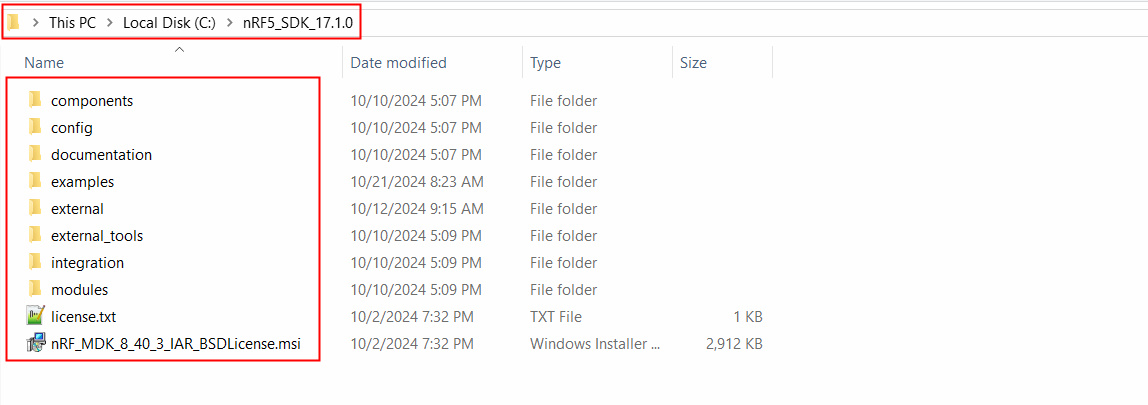 This PC > Local Disk (C:) > nRF5_SDK_17.1.0
Name Date modified Type Size
components 10/10/2024 5:07 PM File folder
config 10/10/2024 5:07 PM File folder
documentation 10/10/2024 5:07 PM File folder
examples 10/21/2024 8:23 AM File folder
external 10/12/2024 9:15 AM File folder
external_tools 10/10/2024 5:09 PM File folder
integration 10/10/2024 5:09 PM File folder
modules 10/10/2024 5:09 PM File folder
license.txt 10/2/2024 7:32 PM TXT File 1 KB
nRF_MDK_8_40_3_IAR_BSDLicense.msi 10/2/2024 7:32 PM Windows Installer ... 2,912 KB